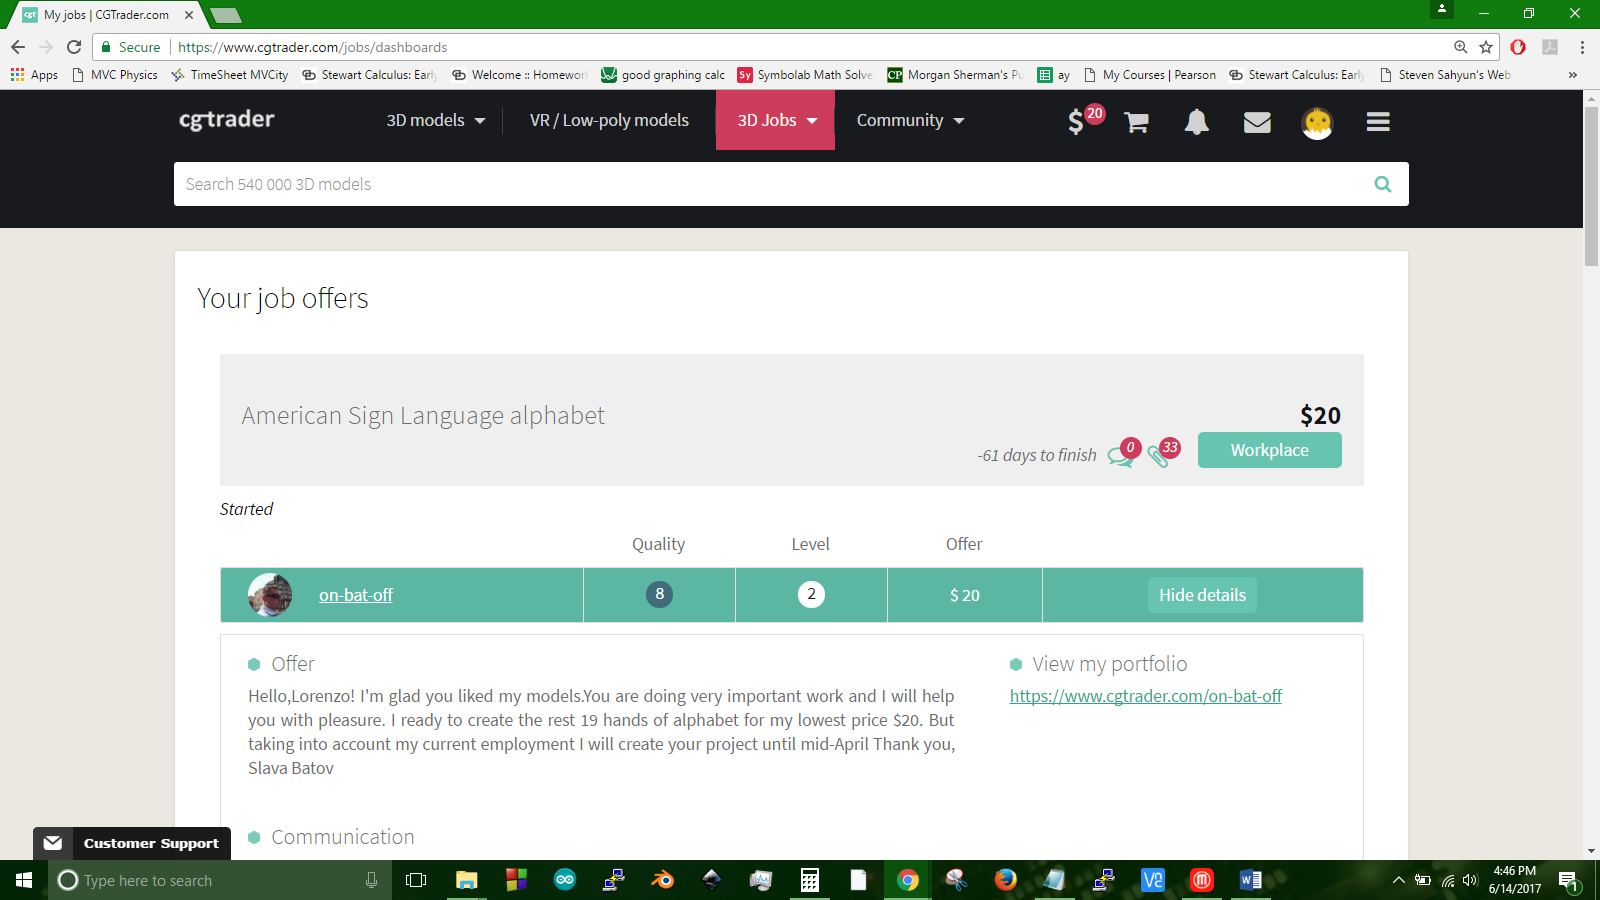 My jobs | CGTrader.com
Secure
https://www.cgtrader.com/jobs/dashboards
Apps
MVC Physics
TimeSheet MVCity
Stewart Calculus: Early
Welcome :: Homewor
good graphing calc
Symbolab Math Solve
Morgan Sherman's Pu
ay
My Courses | Pearson
Stewart Calculus: Early
Steven Sahyun's Web
»
cgtrader
3D models
VR / Low-poly models
3D Jobs
Community
$ 20
Search 540 000 3D models
Your job offers
American Sign Language alphabet
$20
-61 days to finish
0
33
Workplace
Started
Quality
Level
Offer
on-bat-off
8
2
$ 20
Hide details
Offer
Hello,Lorenzo! I'm glad you liked my models.You are doing very important work and I will help
you with pleasure. I ready to create the rest 19 hands of alphabet for my lowest price $20. But
taking into account my current employment I will create your project until mid-April Thank you,
Slava Batov
View my portfolio
https://www.cgtrader.com/on-bat-off
Communication
Customer Support
Type here to search
4:46 PM
6/14/2017
1